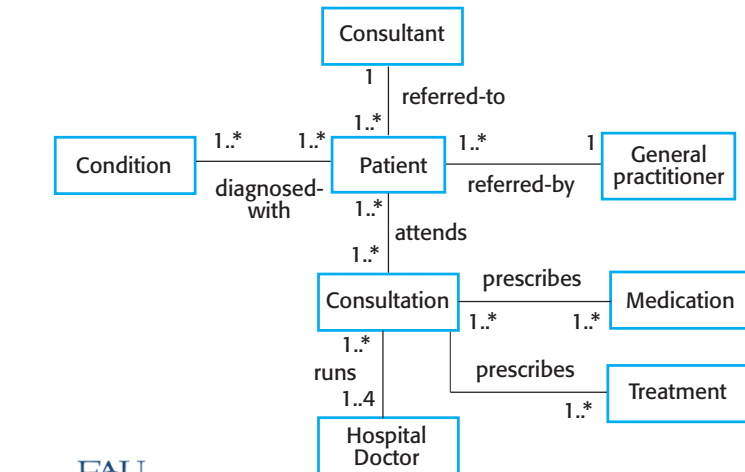 Consultant
1
referred-to
1..*
1..*
1..*
1..*
1
Condition
Patient
General
practitioner
diagnosed-
with
referred-by
1..*
attends
1..*
prescribes
Consultation
Medication
1..*
1..*
1..*
runs
prescribes
1..4
Treatment
1..*
Hospital
Doctor
FAU